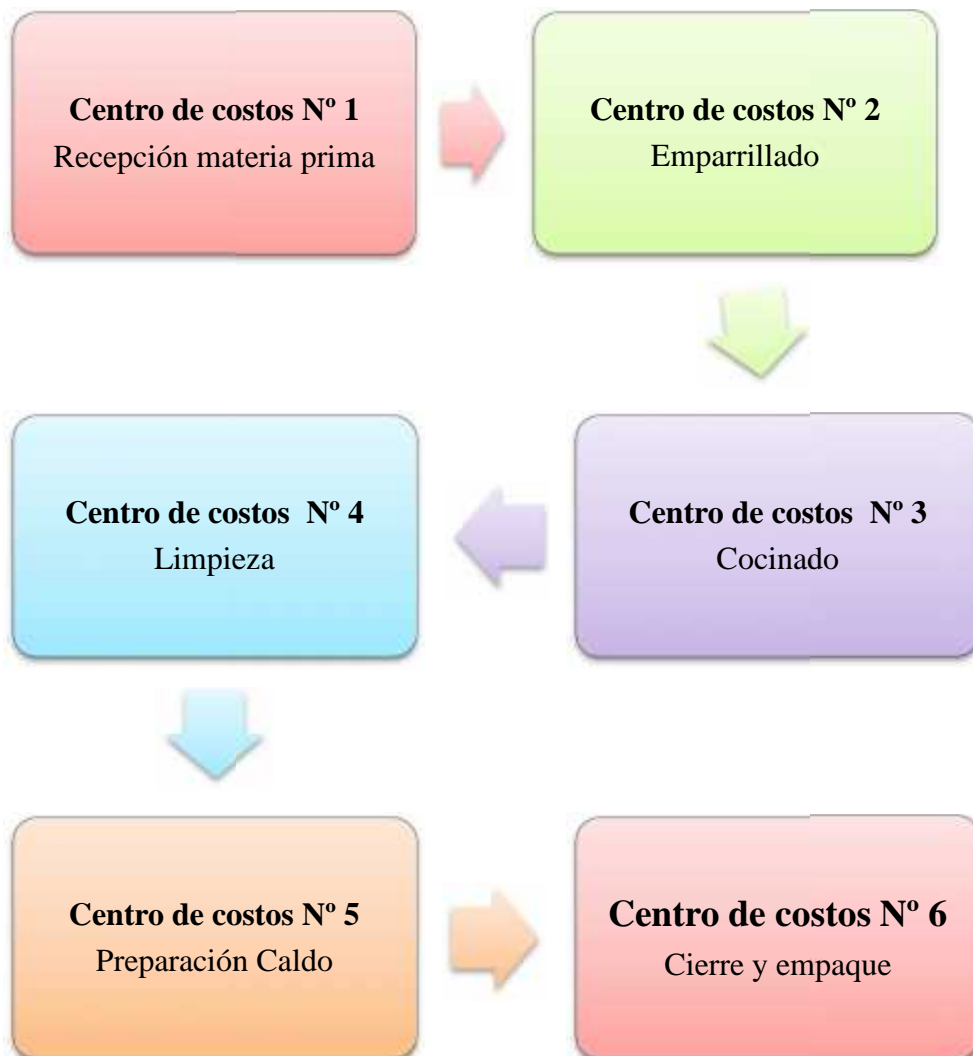 Centro de costos Nº 1
Recepción materia prima
Centro de costos Nº 2
Emparrillado
Centro de costos Nº 3
Cocinado
Centro de costos Nº 4
Limpieza
Centro de costos Nº 5
Preparación Caldo
Centro de costos Nº 6
Cierre y empaque